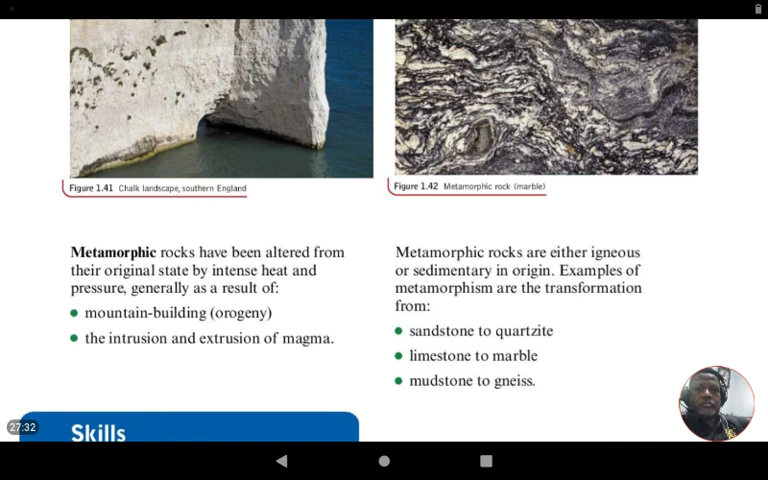 Figure 1.41 Chalk landscape, southern England
Figure 1.42 Metamorphic rock (marble)
Metamorphic rocks have been altered from
their original state by intense heat and
pressure, generally as a result of:
• mountain-building (orogeny)
• the intrusion and extrusion of magma.
Metamorphic rocks are either igneous
or sedimentary in origin. Examples of
metamorphism are the transformation
from:
• sandstone to quartzite
• limestone to marble
• mudstone to gneiss.
27:32
Skills